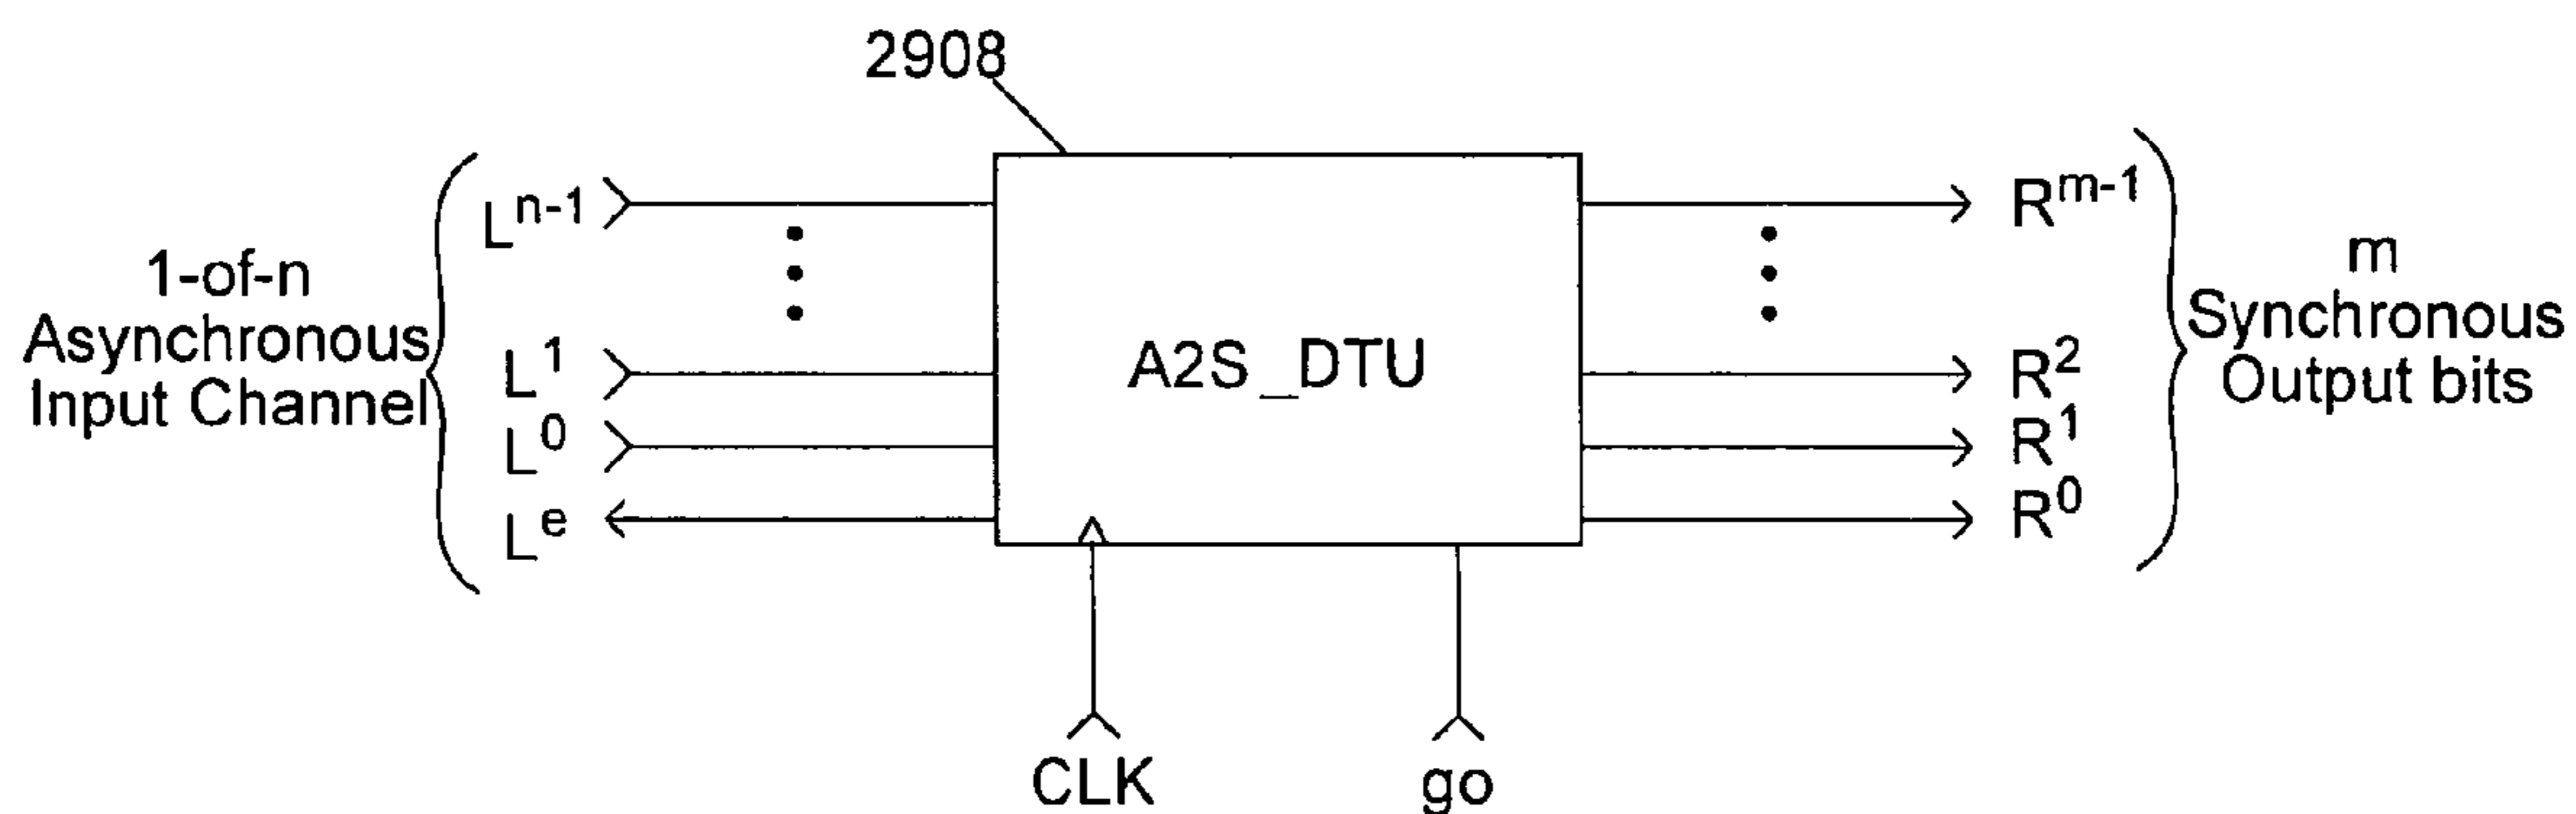 2908
1-of-n
Asynchronous
Input Channel
L^n-1
L^1
L^0
L^e
A2S_DTU
CLK
go
R^m-1
R^2
R^1
R^0
m
Synchronous
Output bits